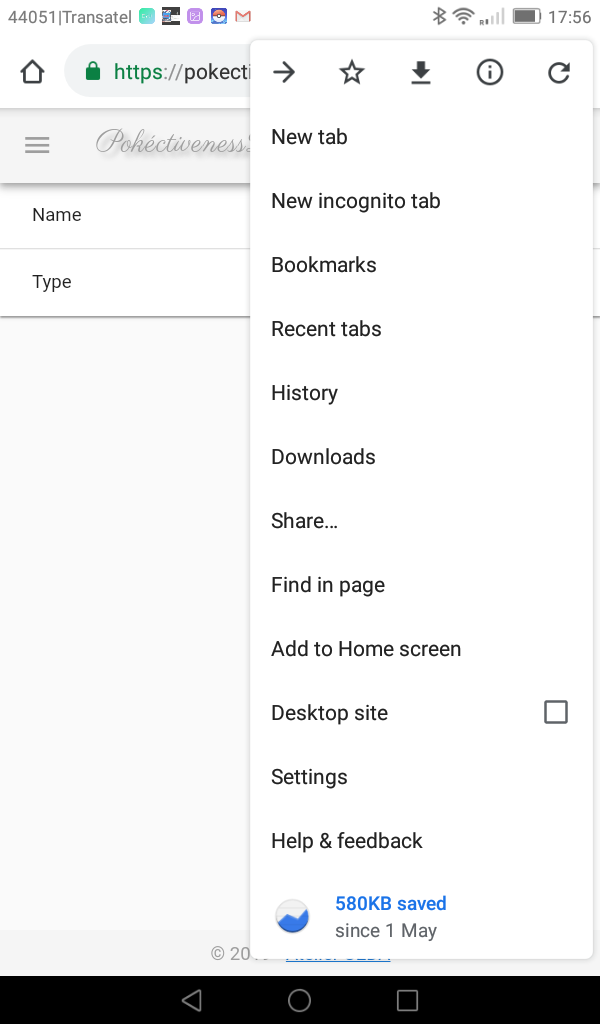 44051|Transatel 17:56
https://pokecti
Pokéctiveness
New tab
New incognito tab
Name
Bookmarks
Type
Recent tabs
History
Downloads
Share...
Find in page
Add to Home screen
Desktop site
Settings
Help & feedback
580KB saved
since 1 May
© 20